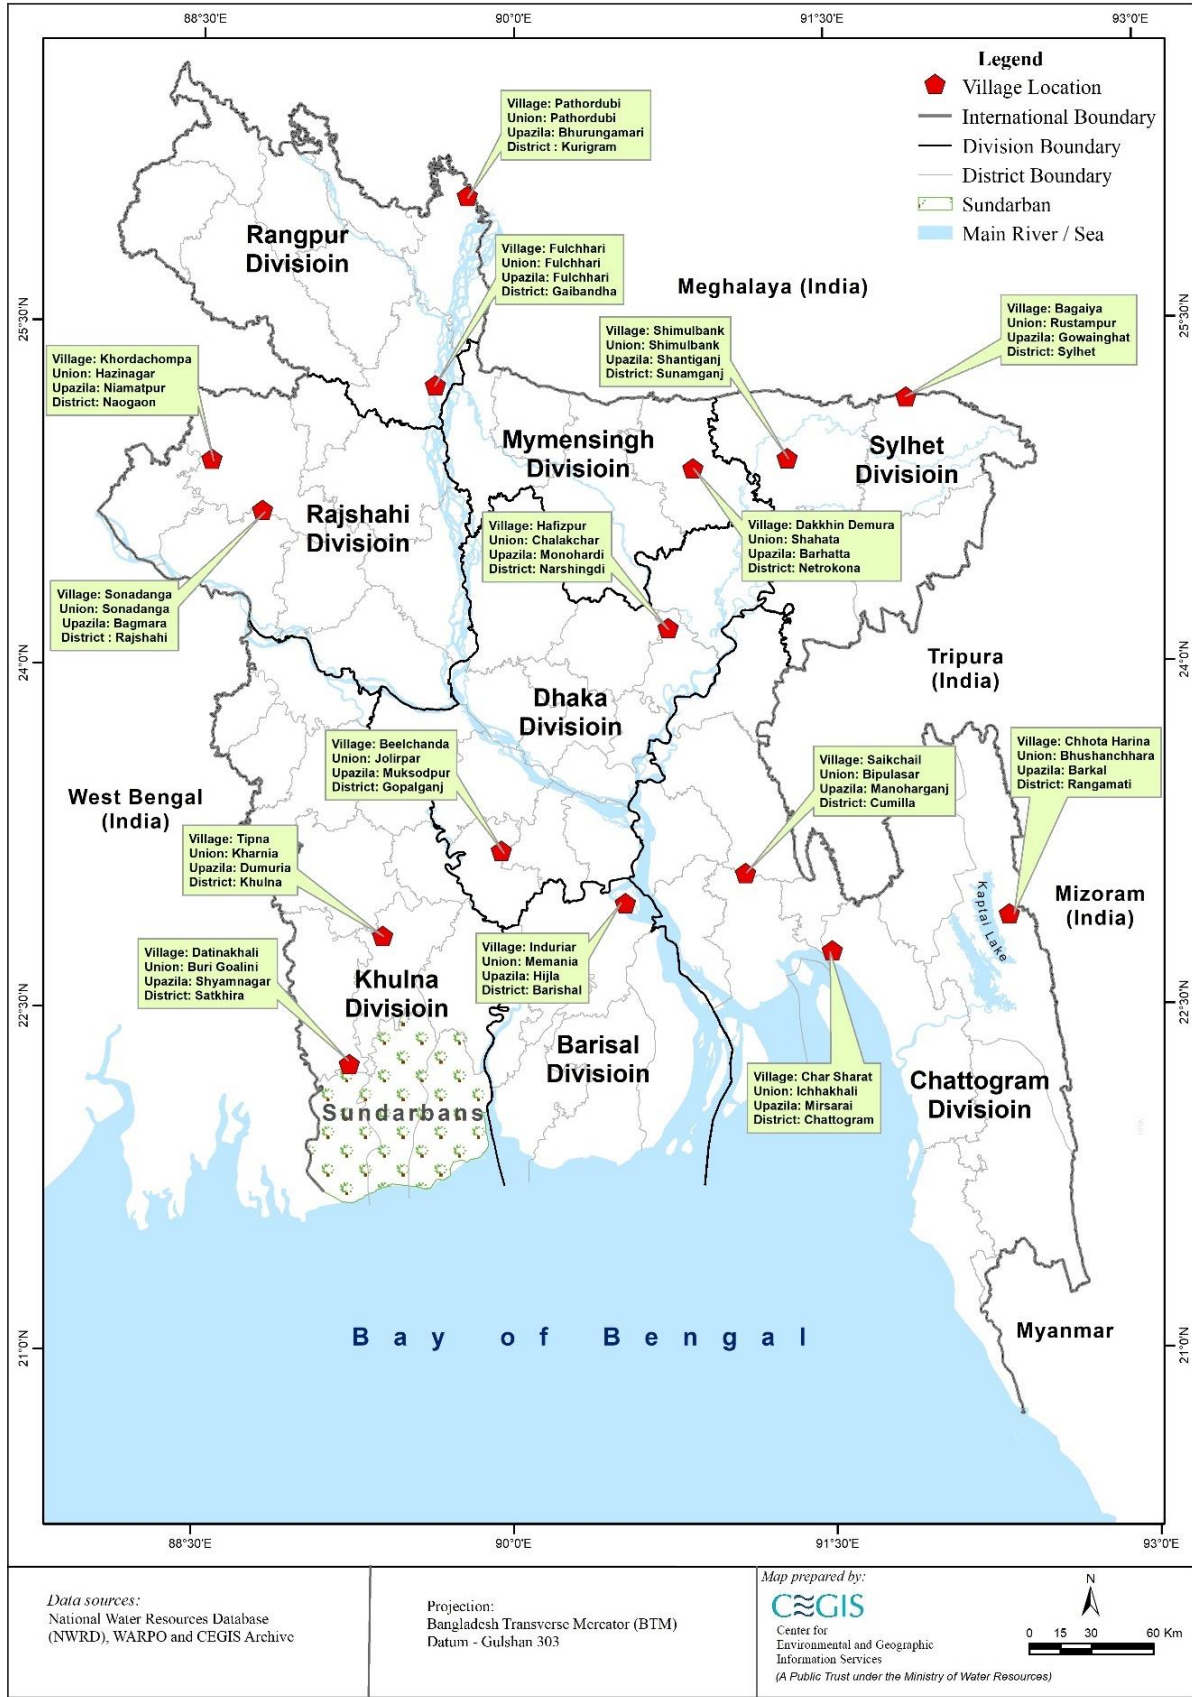 88°30'E
90°0'E
91°30'E
93°0'E
Legend
Village Location
International Boundary
Division Boundary
District Boundary
Sundarban
Main River / Sea
Village: Pathordubi
Union: Pathordubi
Upazila: Bhurungamari
District : Kurigram
Rangpur
Divisioin
Village: Fulchhari
Union: Fulchhari
Upazila: Fulchhari
District: Gaibandha
Meghalaya (India)
25°30'N
25°30'N
Village: Bagaiya
Union: Rustampur
Upazila: Gowainghat
District: Sylhet
Village: Shimulbank
Union: Shimulbank
Upazila: Shantiganj
District: Sunamganj
Village: Khordachompa
Union: Hazinagar
Upazila: Niamatpur
District: Naogaon
Mymensingh
Divisioin
Sylhet
Divisioin
Rajshahi
Divisioin
Village: Hafizpur
Union: Chalakchar
Upazila: Monohardi
District: Narshingdi
Village: Dakkhin Demura
Union: Shahata
Upazila: Barhatta
District: Netrokona
Village: Sonadanga
Union: Sonadanga
Upazila: Bagmara
District : Rajshahi
24°0'N
24°0'N
Tripura
(India)
Dhaka
Divisioin
Village: Beelchanda
Union: Jolirpar
Upazila: Muksodpur
District: Gopalganj
Village: Saikchail
Union: Bipulasar
Upazila: Manoharganj
District: Cumilla
Village: Chhota Harina
Union: Bhushanchhara
Upazila: Barkal
District: Rangamati
West Bengal
(India)
Village: Tipna
Union: Kharnia
Upazila: Dumuria
District: Khulna
Kaptai Lake
Mizoram
(India)
Village: Datinakhali
Union: Buri Goalini
Upazila: Shyamnagar
District: Satkhira
Village: Induriar
Union: Memania
Upazila: Hijla
District: Barishal
Khulna
Divisioin
22°30'N
22°30'N
Barisal
Divisioin
Village: Char Sharat
Union: Ichhakhali
Upazila: Mirsarai
District: Chattogram
Chattogram
Divisioin
Sundarbans
Bay of Bengal
Myanmar
21°0'N
21°0'N
88°30'E
90°0'E
91°30'E
93°0'E
Data sources:
National Water Resources Database
(NWRD), WARPO and CEGIS Archive
Projection:
Bangladesh Transverse Mercator (BTM)
Datum - Gulshan 303
Map prepared by:
CEGIS
Center for
Environmental and Geographic
Information Services
(A Public Trust under the Ministry of Water Resources)
N
0 15 30 60 Km